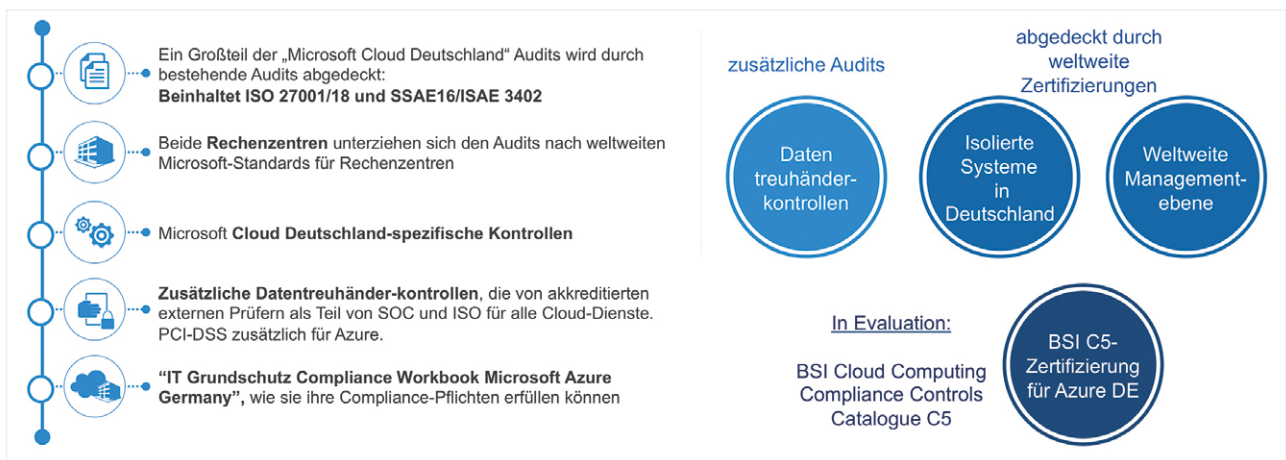 Ein Großteil der „Microsoft Cloud Deutschland“ Audits wird durch
bestehende Audits abgedeckt:
Beinhaltet ISO 27001/18 und SSAE16/ISAE 3402
Beide Rechenzentren unterziehen sich den Audits nach weltweiten
Microsoft-Standards für Rechenzentren
Microsoft Cloud Deutschland-spezifische Kontrollen
Zusätzliche Datentreuhänder-kontrollen, die von akkreditierten
externen Prüfern als Teil von SOC und ISO für alle Cloud-Dienste.
PCI-DSS zusätzlich für Azure.
“IT Grundschutz Compliance Workbook Microsoft Azure
Germany”, wie sie ihre Compliance-Pflichten erfüllen können
zusätzliche Audits
abgedeckt durch
weltweite
Zertifizierungen
Daten
treuhänder-
kontrollen
Isolierte
Systeme
in
Deutschland
Weltweite
Management-
ebene
In Evaluation:
BSI Cloud Computing
Compliance Controls
Catalogue C5
BSI C5-
Zertifizierung
für Azure DE